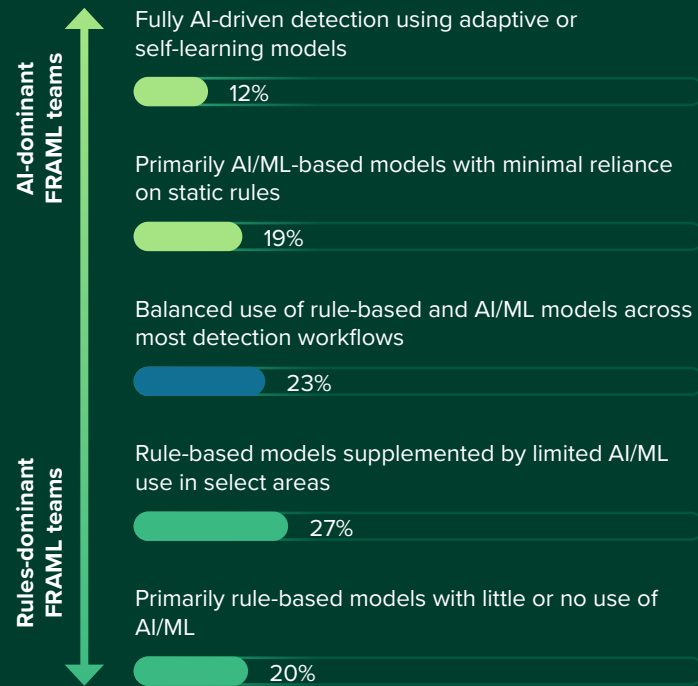 AI-dominant
FRAML teams
Fully AI-driven detection using adaptive or
self-learning models
12%
Primarily AI/ML-based models with minimal reliance
on static rules
19%
Balanced use of rule-based and AI/ML models across
most detection workflows
23%
Rules-dominant
FRAML teams
Rule-based models supplemented by limited AI/ML
use in select areas
27%
Primarily rule-based models with little or no use of
AI/ML
20%